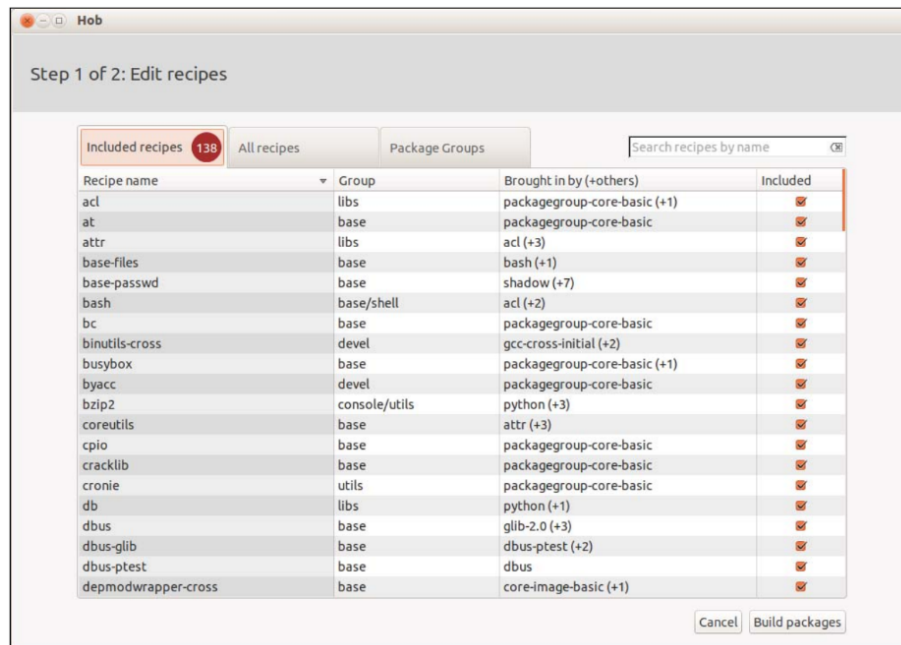 Hob
Step 1 of 2: Edit recipes
Included recipes 138 All recipes Package Groups Search recipes by name
Recipe name Group Brought in by (+others) Included
acl libs packagegroup-core-basic (+1)
at base packagegroup-core-basic
attr libs acl (+3)
base-files base bash (+1)
base-passwd base shadow (+7)
bash base/shell acl (+2)
bc base packagegroup-core-basic
binutils-cross devel gcc-cross-initial (+2)
busybox base packagegroup-core-basic (+1)
byacc devel packagegroup-core-basic
bzip2 console/utils python (+3)
coreutils base attr (+3)
cpio base packagegroup-core-basic
cracklib base packagegroup-core-basic
cronie utils packagegroup-core-basic
db libs python (+1)
dbus base glib-2.0 (+3)
dbus-glib base dbus-ptest (+2)
dbus-ptest base dbus
depmodwrapper-cross base core-image-basic (+1)
Cancel Build packages